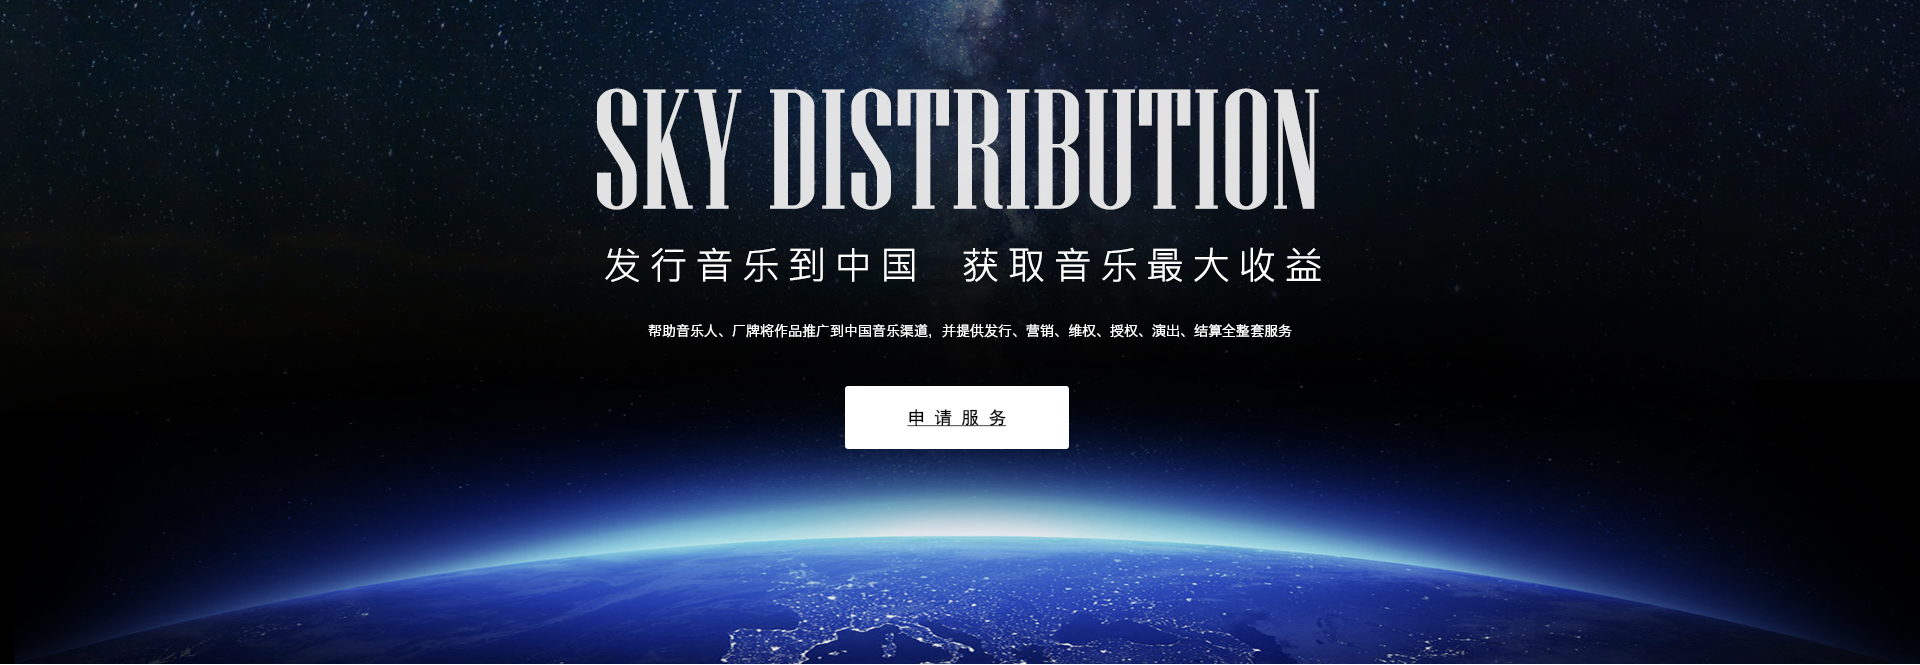 SKY DISTRIBUTION
发行音乐到中国 获取音乐最大收益
帮助音乐人、厂牌将作品推广到中国音乐渠道，并提供发行、营销、维权、授权、演出、结算全整套服务
申请服务